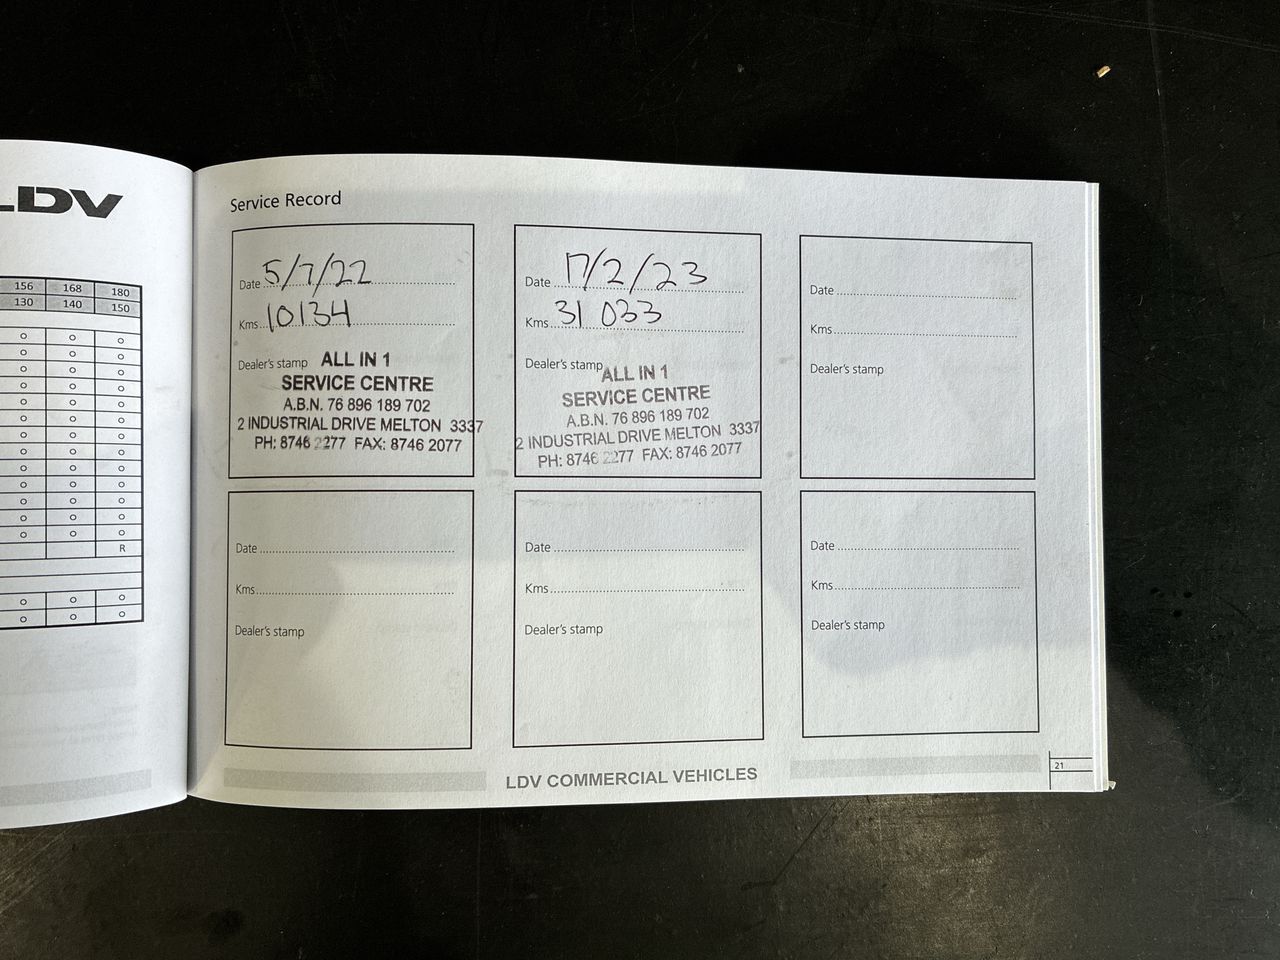 LDV
156 168 180
130 140 150
o o o
o o o
o o o
o o o
o o o
o o o
o o o
o o o
o o o
o o o
o o o
o o o
o o o
R
o o o
o o o
Service Record
Date 5/7/22
Kms 10134
Dealer's stamp ALL IN 1
SERVICE CENTRE
A.B.N. 76 896 189 702
2 INDUSTRIAL DRIVE MELTON 3337
PH: 8746 2277 FAX: 8746 2077
Date 17/2/23
Kms 31 033
Dealer's stamp ALL IN 1
SERVICE CENTRE
A.B.N. 76 896 189 702
2 INDUSTRIAL DRIVE MELTON 3337
PH: 8746 2277 FAX: 8746 2077
Date
Kms
Dealer's stamp
Date
Kms
Dealer's stamp
Date
Kms
Dealer's stamp
Date
Kms
Dealer's stamp
LDV COMMERCIAL VEHICLES
21